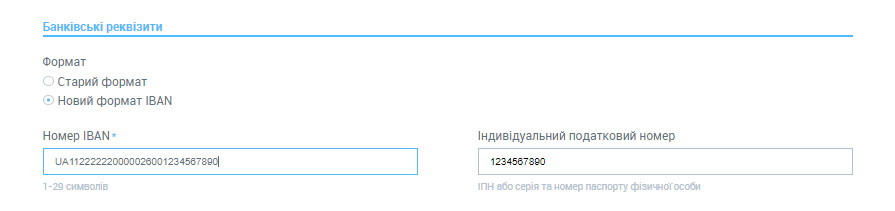 Банківські реквізити
Формат
Старий формат
Новий формат IBAN
Номер IBAN *
Індивідуальний податковий номер
UA112222220000026001234567890
1234567890
1-29 символів
ІПН або серія та номер паспорту фізичної особи